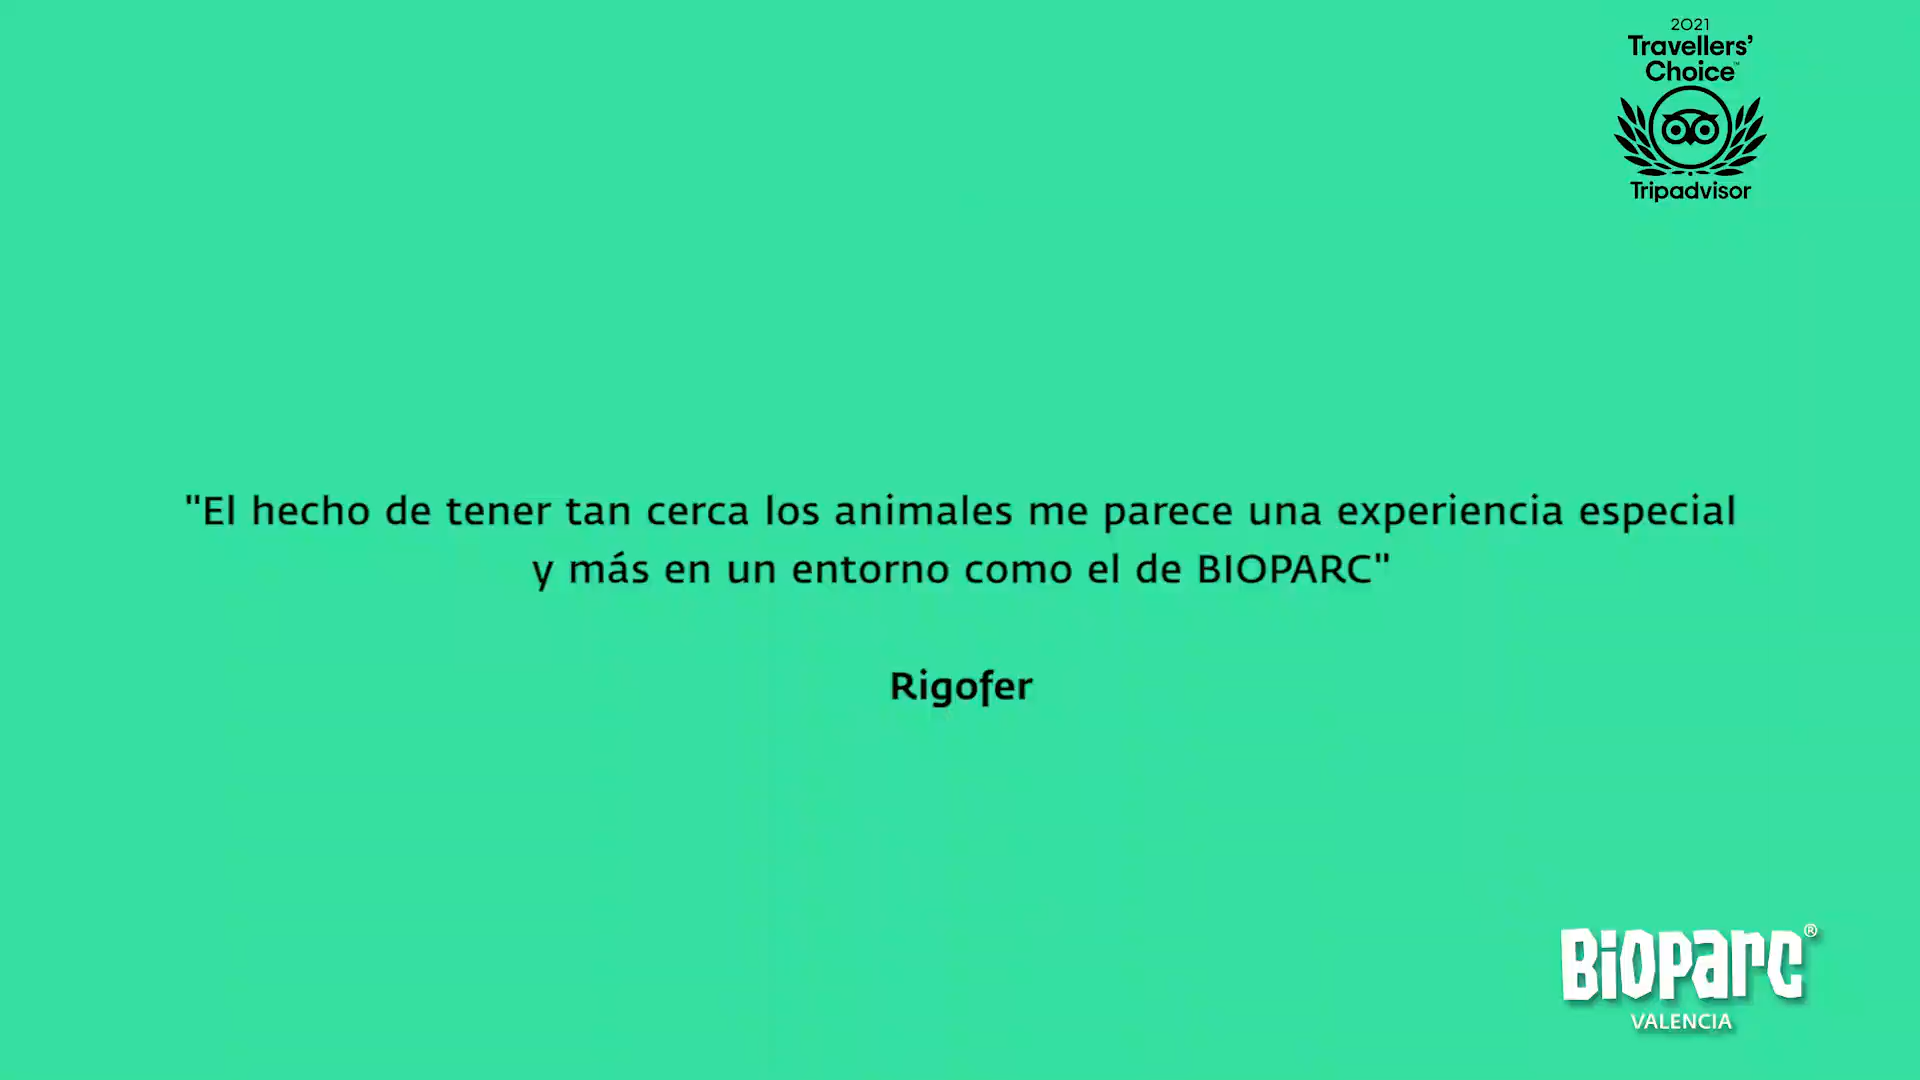 2021
Travellers'
Choice™
Tripadvisor
"El hecho de tener tan cerca los animales me parece una experiencia especial
y más en un entorno como el de BIOPARC"
Rigofer
BIOPARC®
VALENCIA